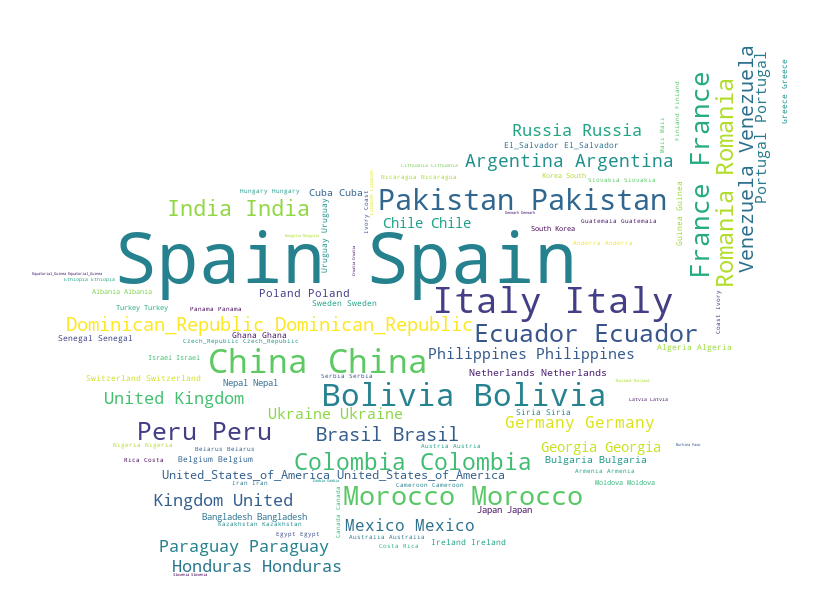 Greece Greece
Portugal Portugal
Venezuela Venezuela
Romania Romania
France France
Finland Finland
Mali Mali
Russia Russia
El_Salvador El_Salvador
Argentina Argentina
Lithuania Lithuania
Nicaragua Nicaragua
Korea South
Slovakia Slovakia
Guinea Guinea
Hungary Hungary
Cuba Cuba
Ivory Coast
Pakistan Pakistan
India India
Uruguay Uruguay
Denmark Denmark
Chile Chile
Guatemala Guatemala
South Korea
Andorra Andorra
Croatia Croatia
Spain Spain
Equatorial_Guinea Equatorial_Guinea
Ethiopia Ethiopia
Albania Albania
Poland Poland
Sweden Sweden
Italy Italy
Coast Ivory
Turkey Turkey
Panama Panama
Dominican_Republic Dominican_Republic
Ecuador Ecuador
Senegal Senegal
Ghana Ghana
Czech_Republic Czech_Republic
Philippines Philippines
Algeria Algeria
Israel Israel
China China
Netherlands Netherlands
Switzerland Switzerland
Nepal Nepal
Serbia Serbia
United Kingdom
Bolivia Bolivia
Latvia Latvia
Ukraine Ukraine
Siria Siria
Germany Germany
Peru Peru
Brasil Brasil
Nigeria Nigeria
Belarus Belarus
Austria Austria
Georgia Georgia
Burkina Faso
Rica Costa
Belgium Belgium
Colombia Colombia
Bulgaria Bulgaria
United_States_of_America United_States_of_America
Armenia Armenia
Iran Iran
Cameroon Cameroon
Moldova Moldova
Kingdom United
Canada Canada
Morocco Morocco
Japan Japan
Bangladesh Bangladesh
Kazakhstan Kazakhstan
Mexico Mexico
Egypt Egypt
Australia Australia
Paraguay Paraguay
Costa Rica
Ireland Ireland
Honduras Honduras
Slovenia Slovenia